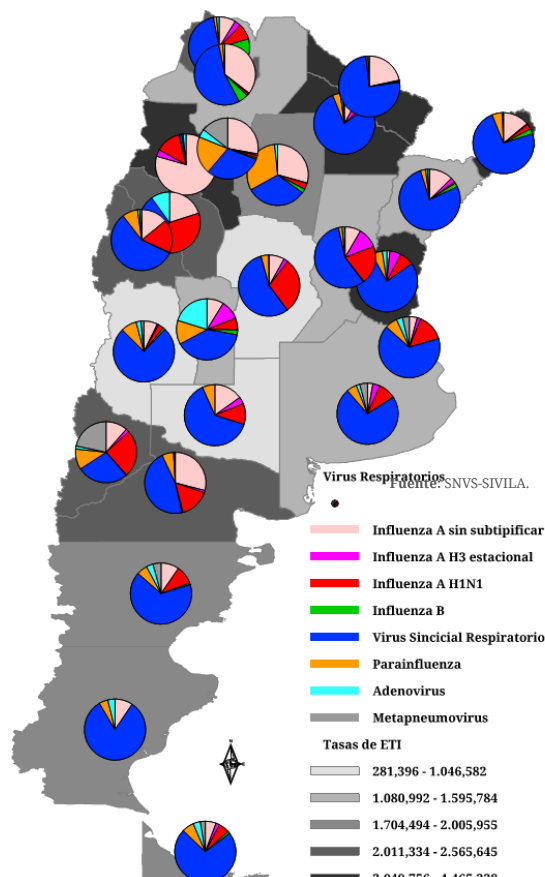 Virus Respiratorios
Fuente: SNVS-SIVILA.
Influenza A sin subtipificar
Influenza A H3 estacional
Influenza A H1N1
Influenza B
Virus Sincicial Respiratorio
Parainfluenza
Adenovirus
Metapneumovirus
Tasas de ETI
281,396 - 1.046,582
1.080,992 - 1.595,784
1.704,494 - 2.005,955
2.011,334 - 2.565,645